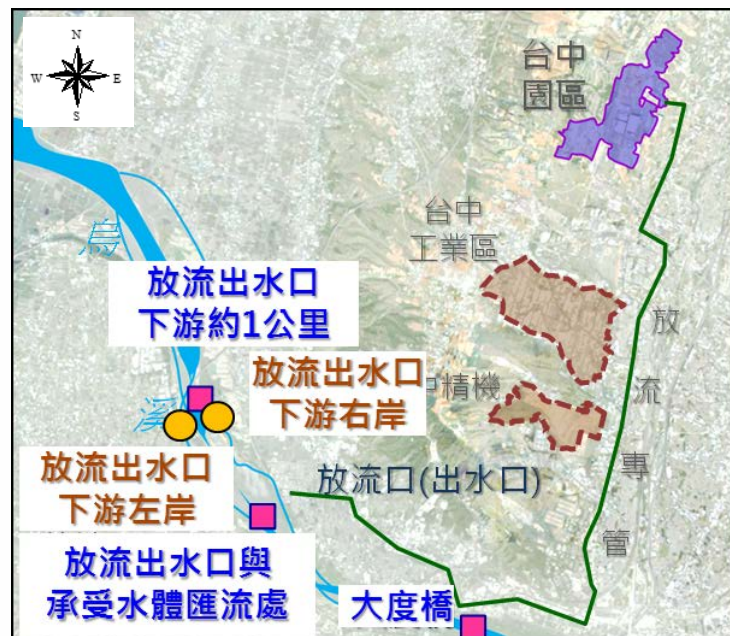 N
W
E
S
台中
園區
台中
工業區
烏
溪
放流出水口
下游約1公里
放流出水口
下游右岸
中精機
放流出水口
下游左岸
放流口(出水口)
放
流
專
管
放流出水口與
承受水體匯流處
大度橋